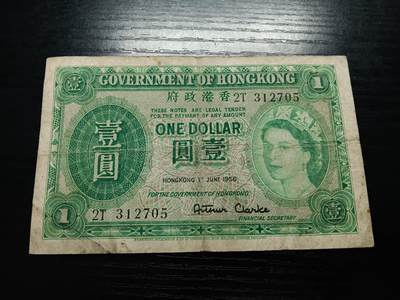 壹 GOVERNMENT OF HONGKONG 1
府政港香 2T 312705
THESE NOTES ARE LEGAL TENDER
FOR THE PAYMENT OF ANY AMOUNT
壹圓
ONE DOLLAR
圓壹
HONGKONG 1ST JUNE 1956
FOR THE GOVERNMENT OF HONGKONG
1 2T 312705 Arthur Clarke 壹
FINANCIAL SECRETARY